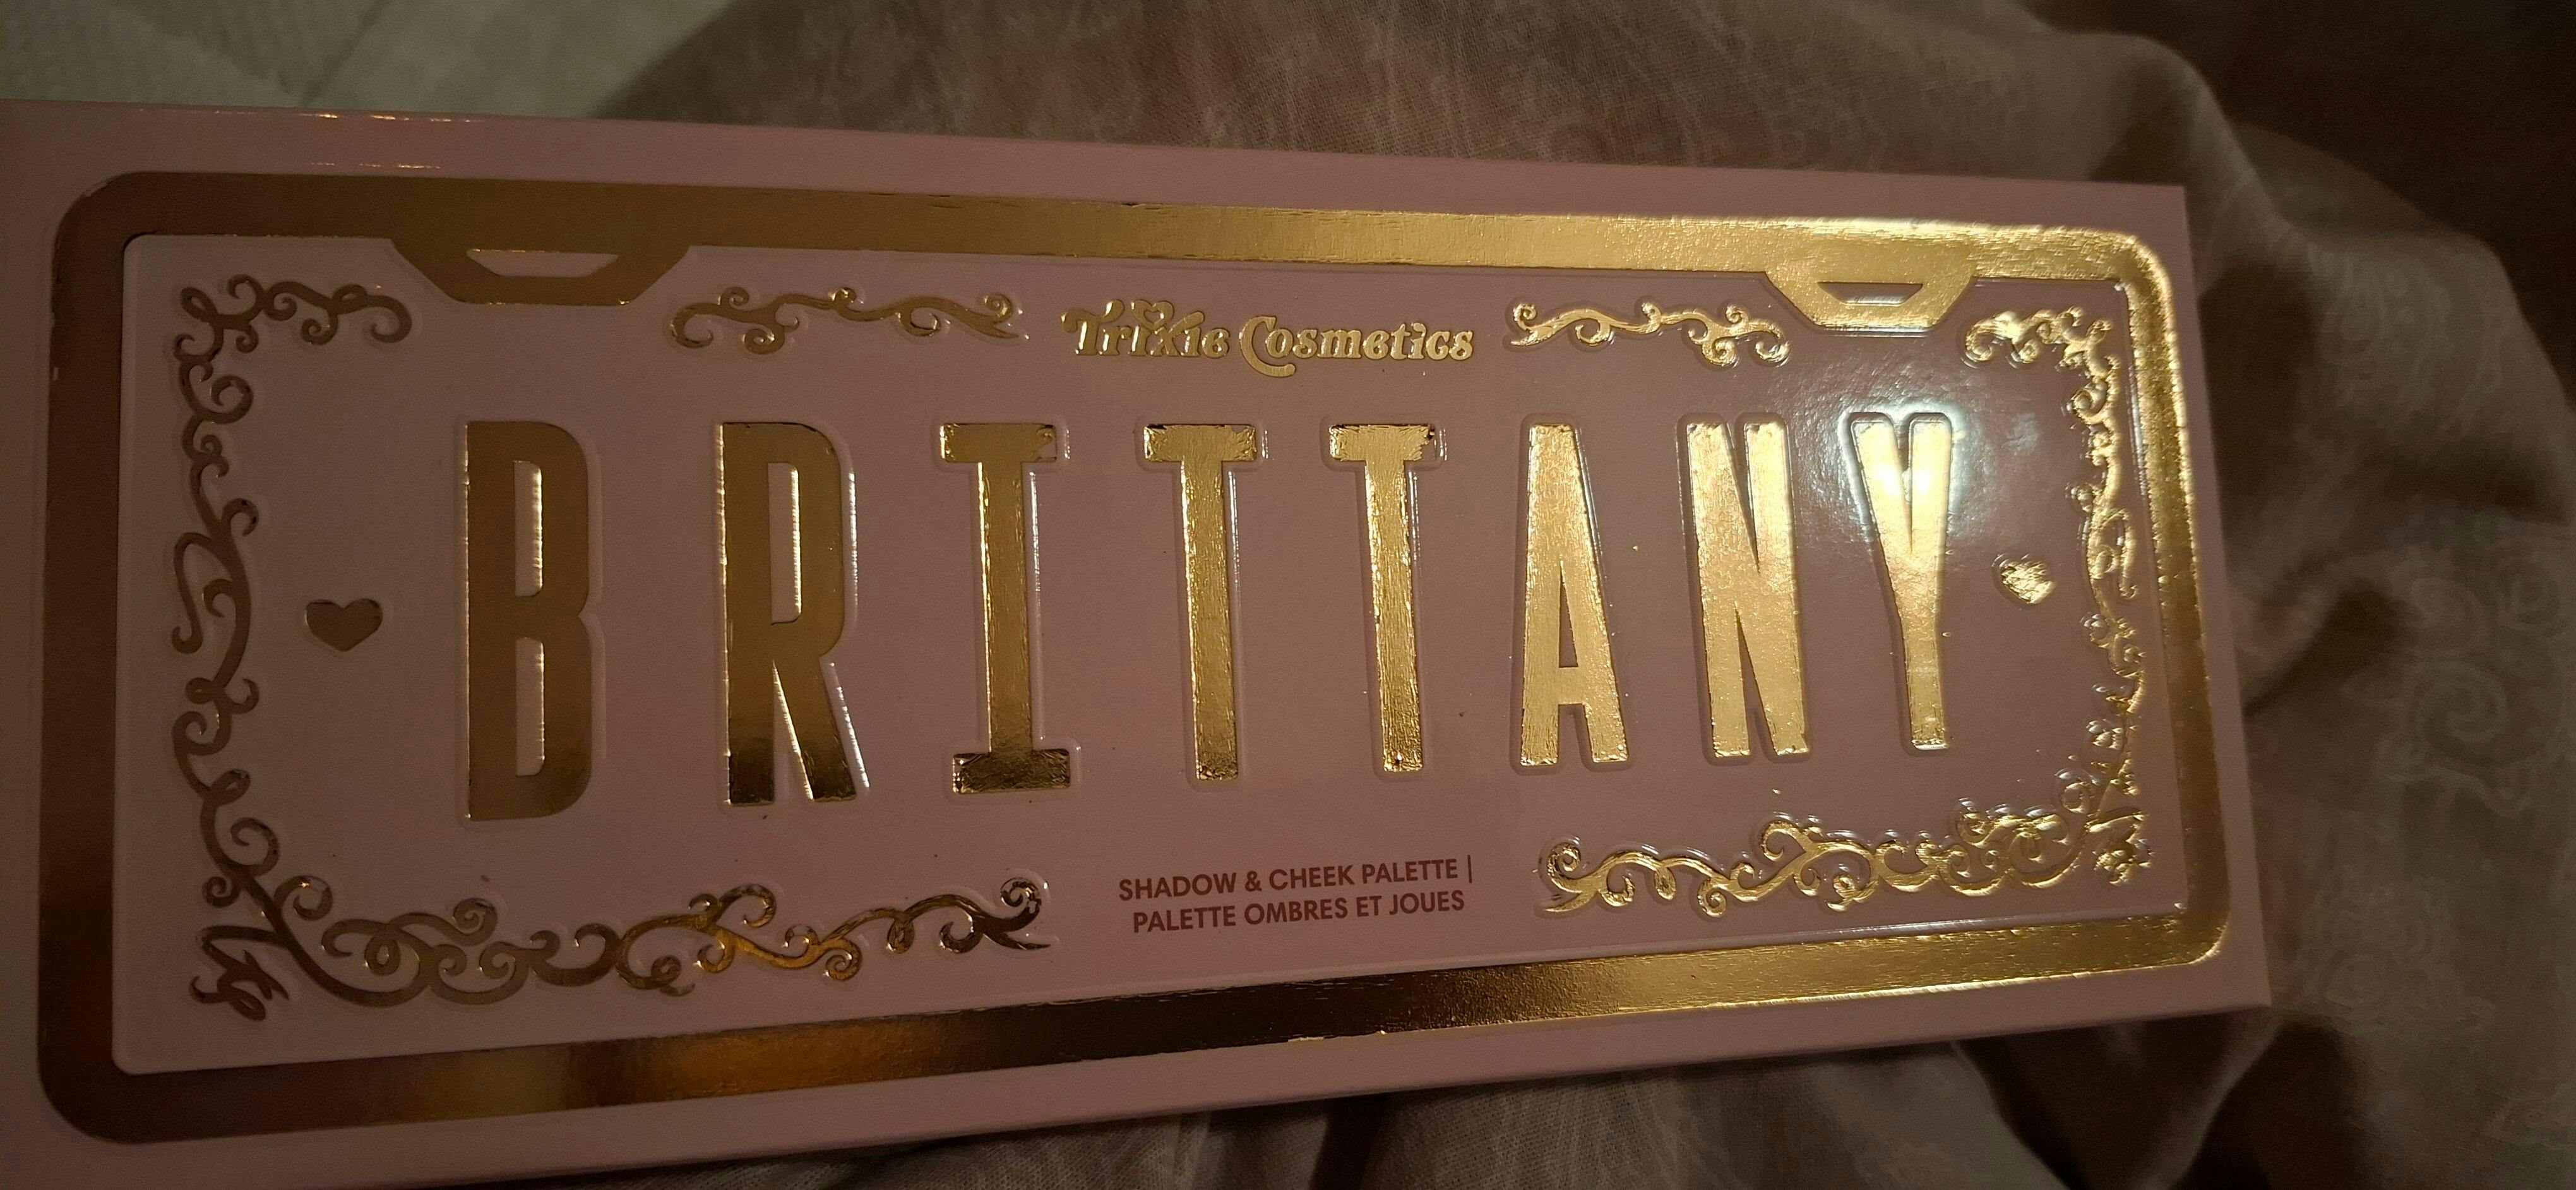 Trixie Cosmetics
BRITTANY
SHADOW & CHEEK PALETTE |
PALETTE OMBRES ET JOUES